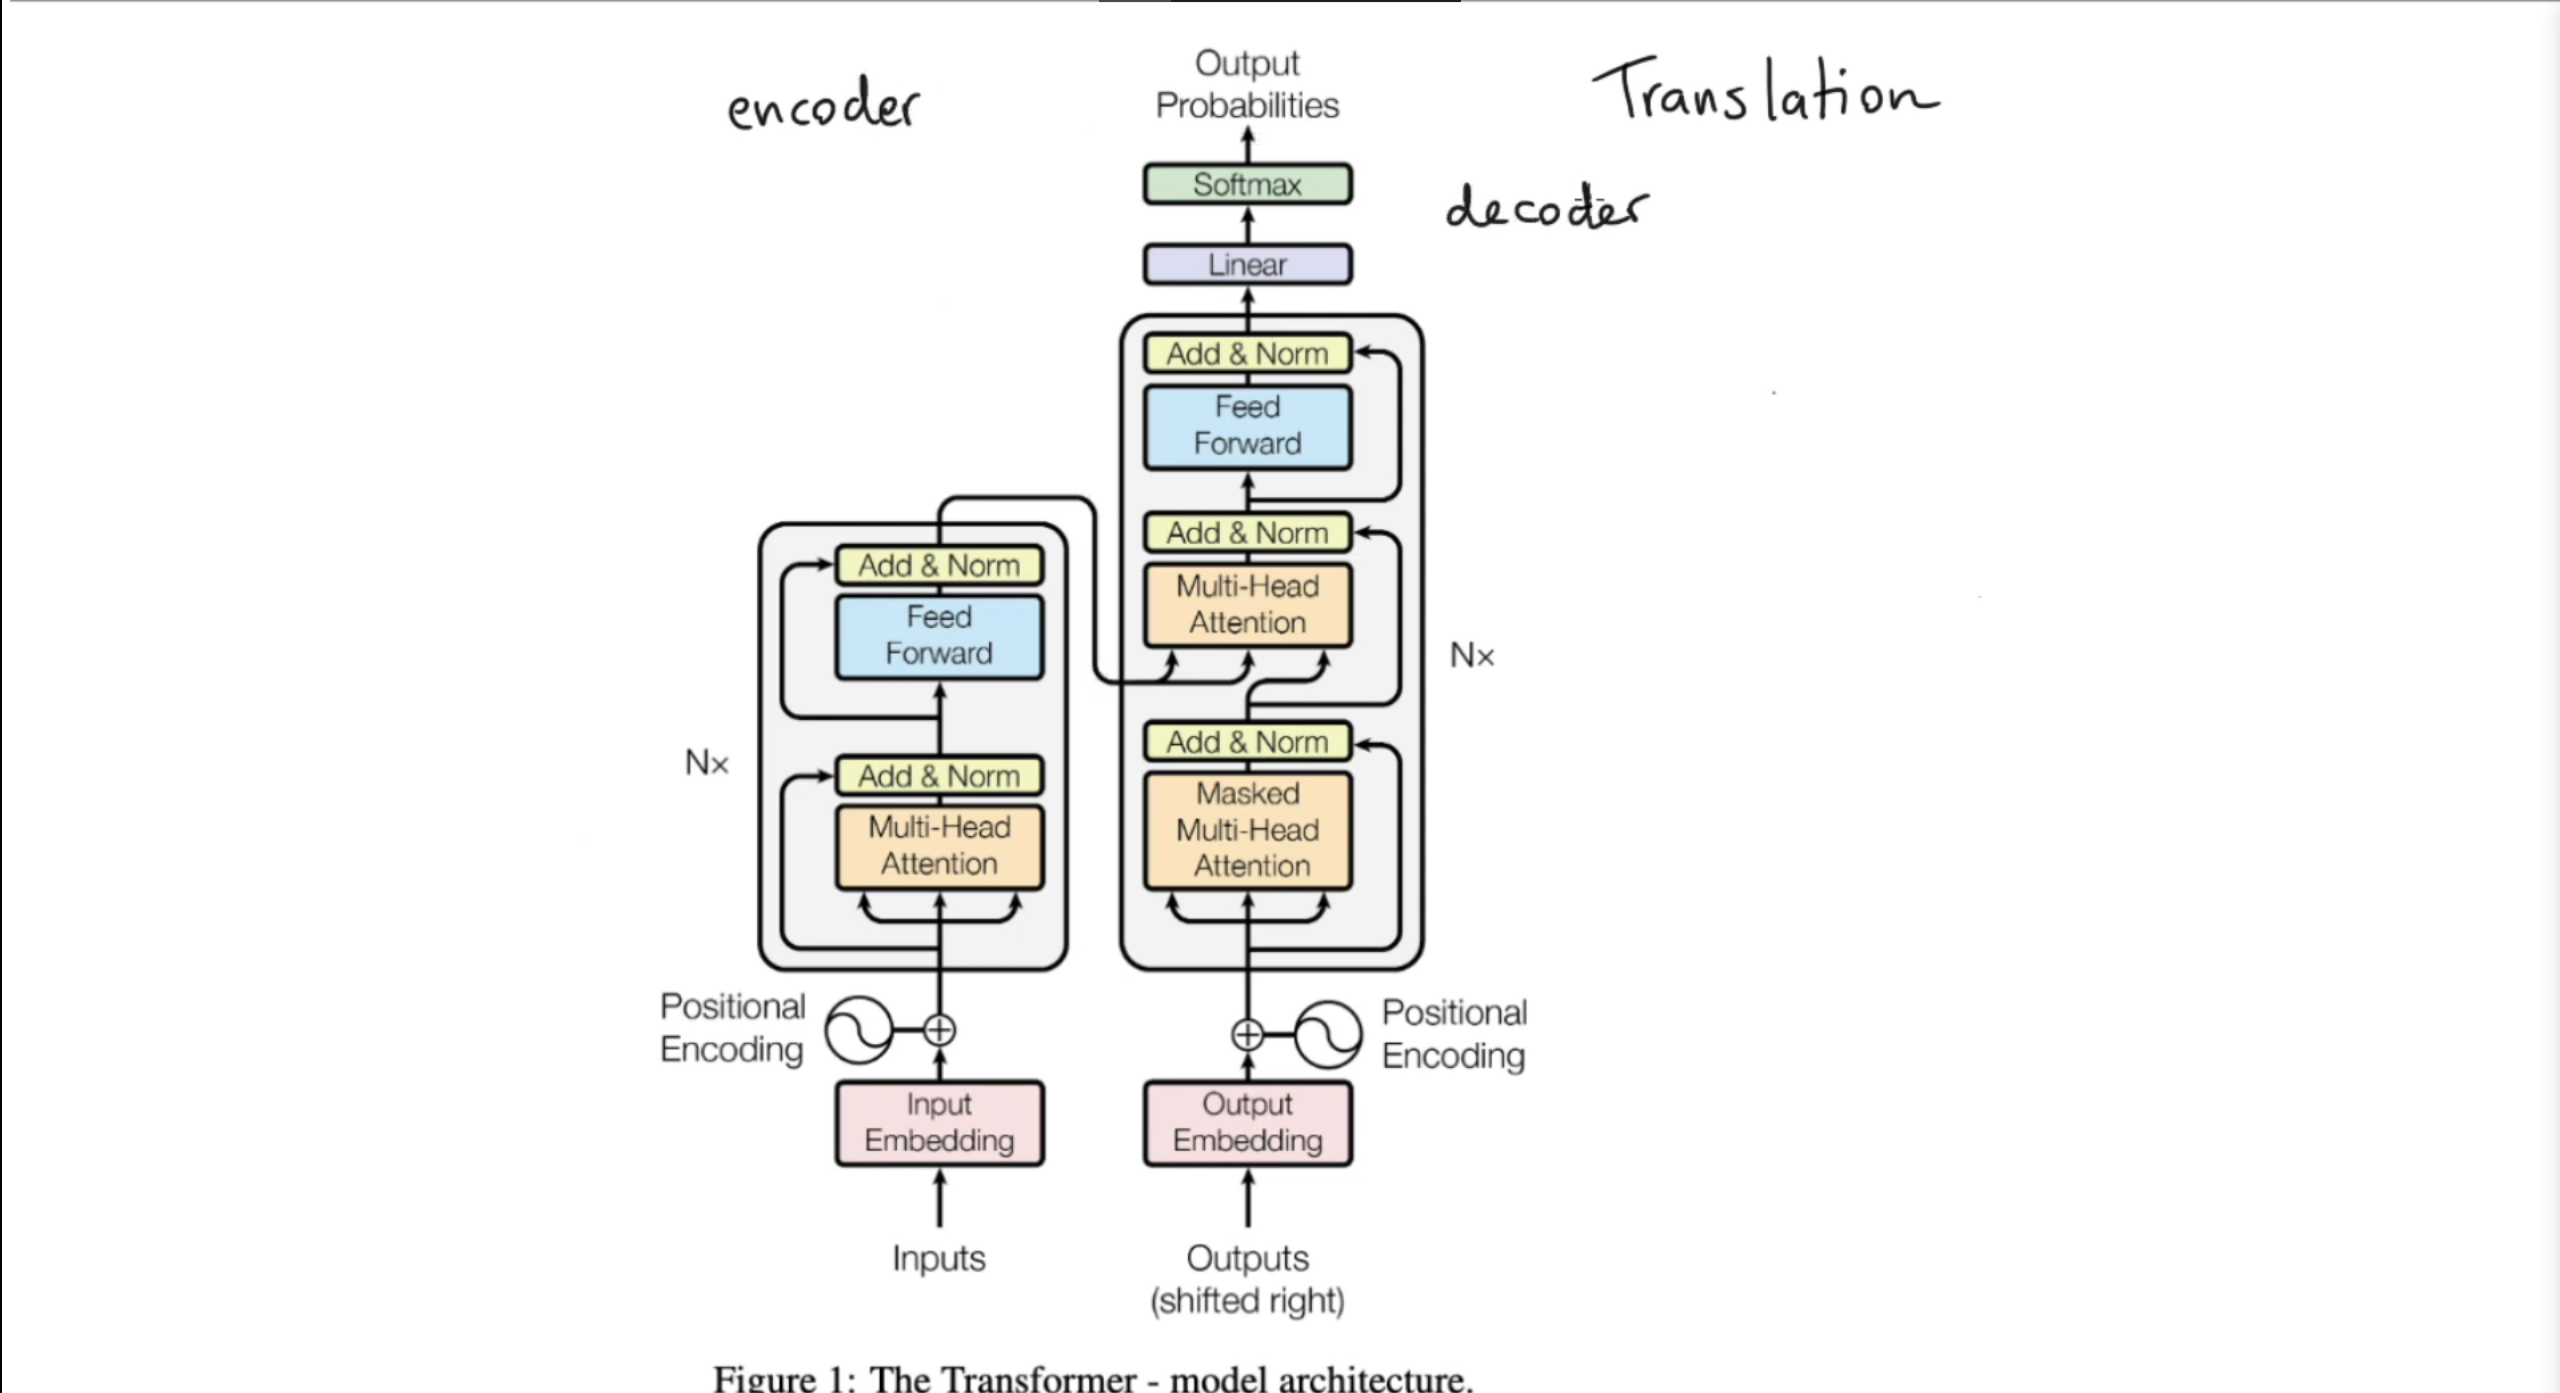 encoder
Translation
decoder
Output
Probabilities
Softmax
Linear
Add & Norm
Feed
Forward
Add & Norm
Multi-Head
Attention
Nx
Add & Norm
Masked
Multi-Head
Attention
Add & Norm
Feed
Forward
Nx
Add & Norm
Multi-Head
Attention
Positional
Encoding
Positional
Encoding
Input
Embedding
Output
Embedding
Inputs
Outputs
(shifted right)
Figure 1: The Transformer - model architecture.